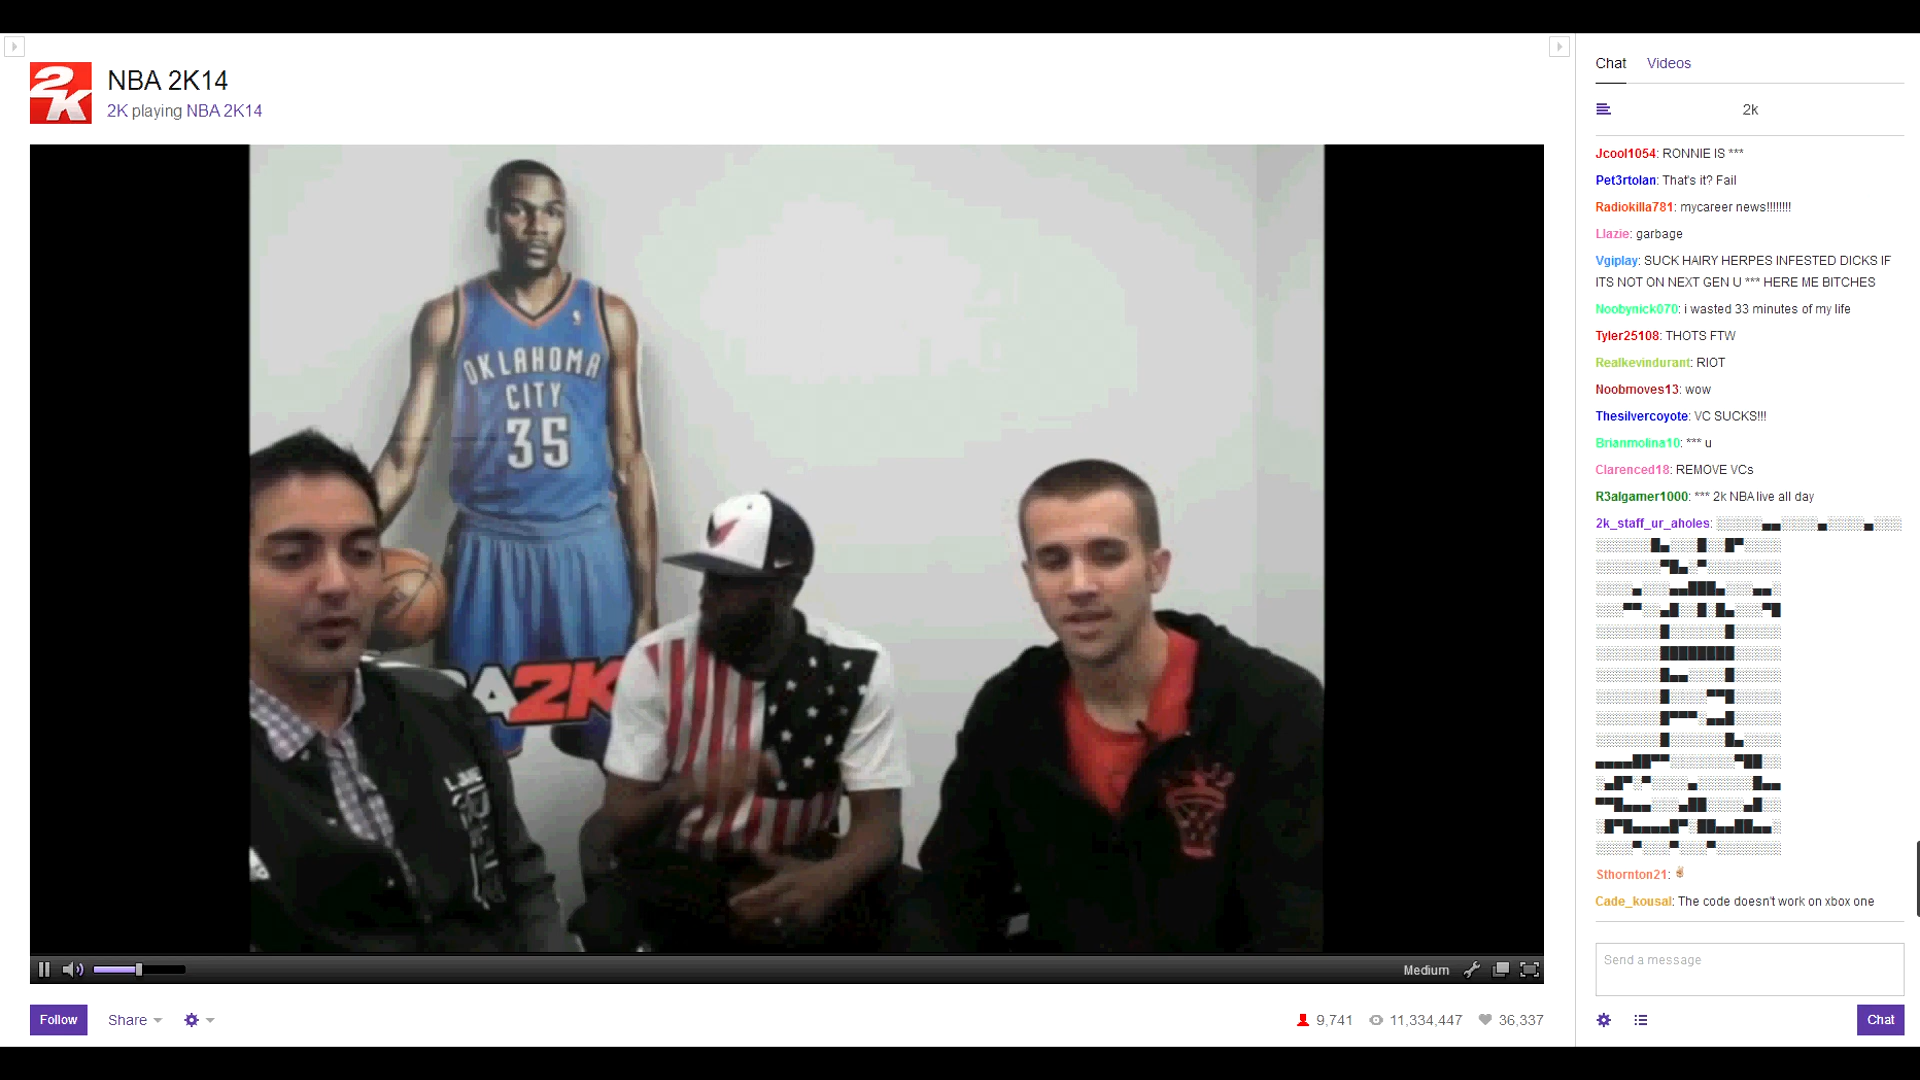 2K
NBA 2K14
2K playing NBA 2K14
OKLAHOMA
CITY
35
2K
Medium
Follow
Share
9,741
11,334,447
36,337
Chat Videos
2k
Jcool1054: RONNIE IS ***
Pet3rtolan: That's it? Fail
Radiokilla781: mycareer news!!!!!!!!
Llazie: garbage
Vgiplay: SUCK HAIRY HERPES INFESTED DICKS IF
ITS NOT ON NEXT GEN U *** HERE ME BITCHES
Noobynick070: i wasted 33 minutes of my life
Tyler25108: THOTS FTW
Realkevindurant: RIOT
Noobmoves13: wow
Thesilvercoyote: VC SUCKS!!!
Brianmolina10: *** u
Clarenced18: REMOVE VCs
R3algamer1000: *** 2k NBA live all day
2k_staff_ur_aholes:
Sthornton21: ✌
Cade_kousal: The code doesn't work on xbox one
Send a message
Chat